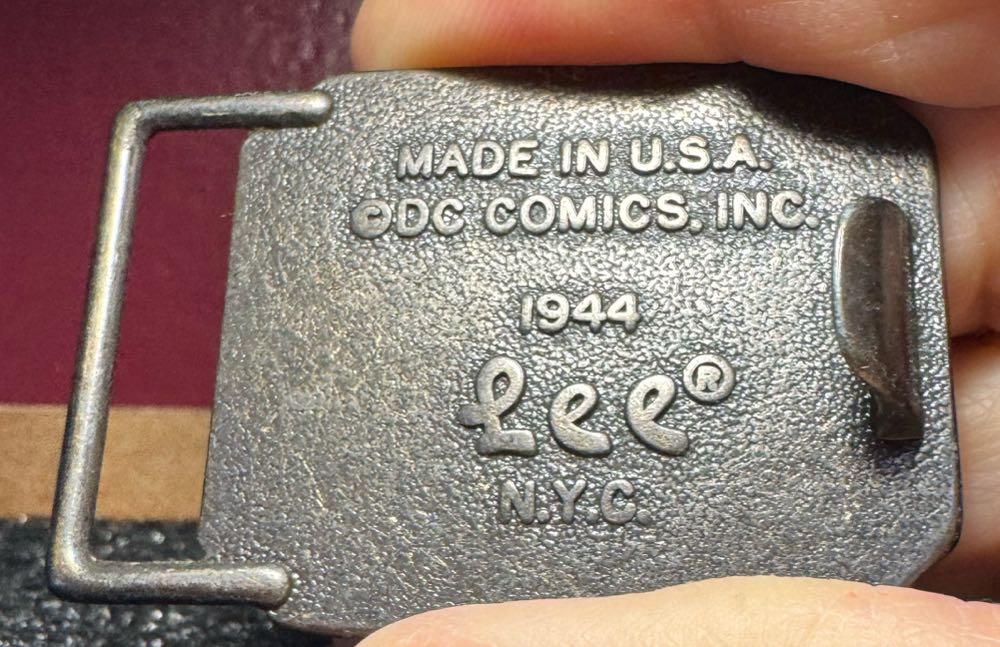 MADE IN U.S.A.
©DC COMICS, INC.
1944
Lee®
N.Y.C.